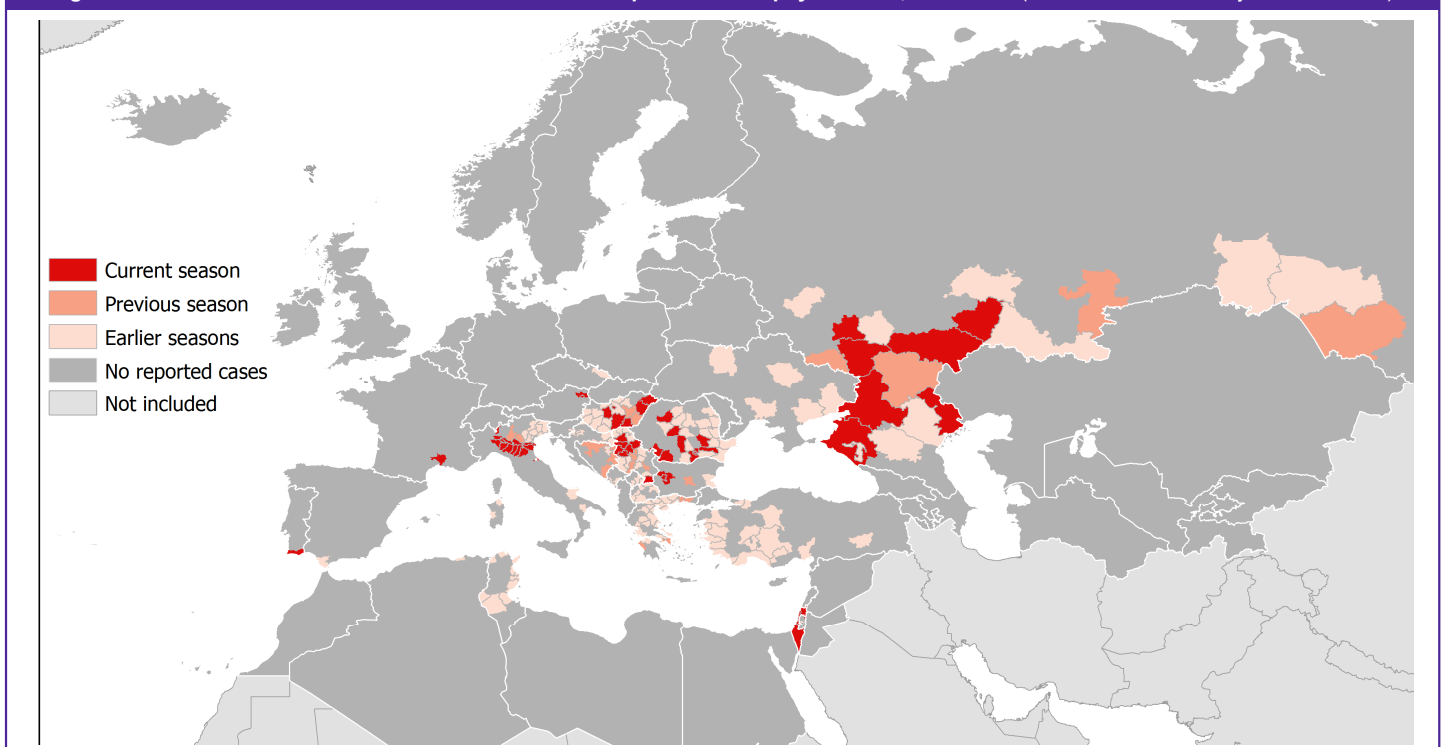 Current season
Previous season
Earlier seasons
No reported cases
Not included